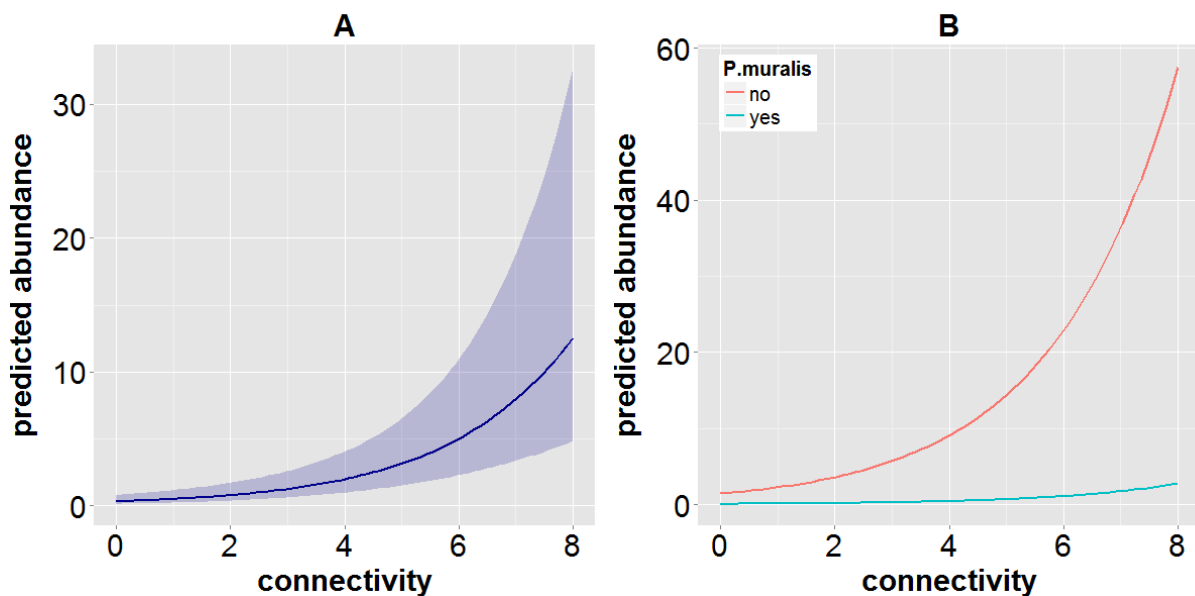 A
predicted abundance
30
20
10
0
0 2 4 6 8
connectivity
B
predicted abundance
60
40
20
0
P.muralis
no
yes
0 2 4 6 8
connectivity